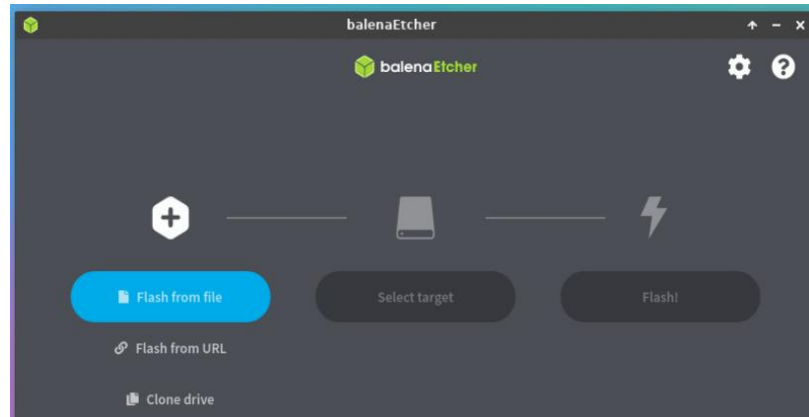 balenaEtcher
balenaEtcher
Flash from file
Select target
Flash!
Flash from URL
Clone drive